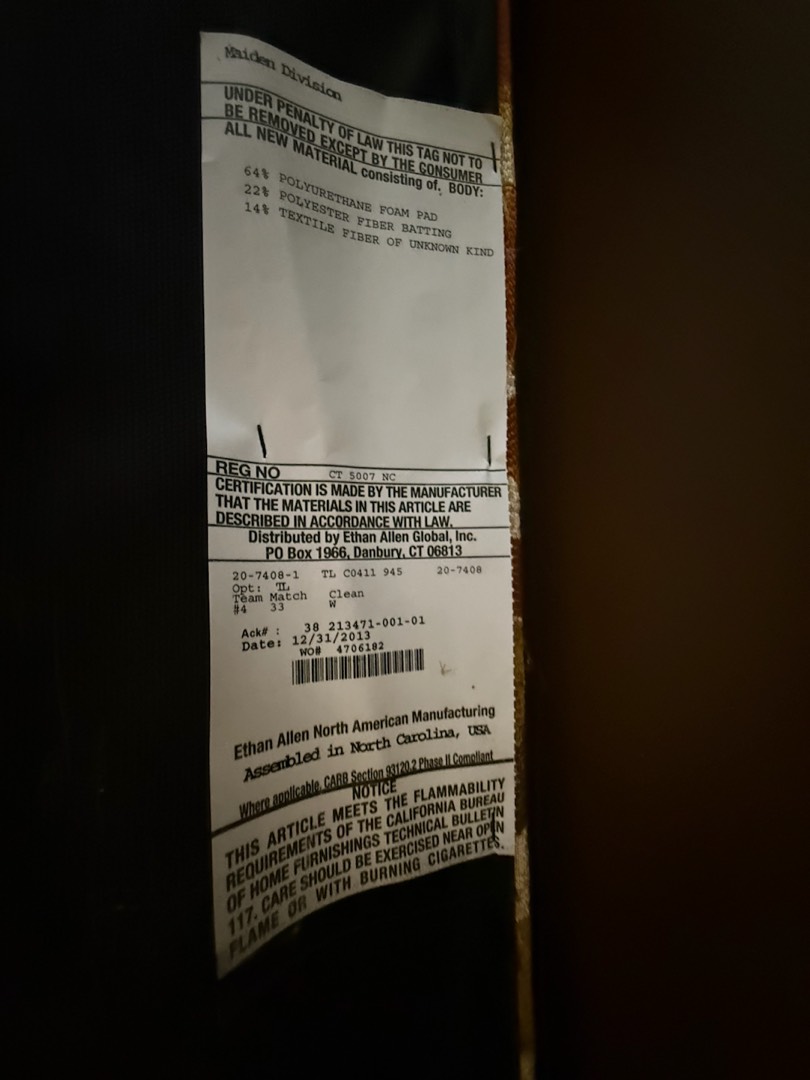 Maiden Division
UNDER PENALTY OF LAW THIS TAG NOT TO
BE REMOVED EXCEPT BY THE CONSUMER
ALL NEW MATERIAL consisting of. BODY:
64% POLYURETHANE FOAM PAD
22% POLYESTER FIBER BATTING
14% TEXTILE FIBER OF UNKNOWN KIND
REG NO CT 5007 NC
CERTIFICATION IS MADE BY THE MANUFACTURER
THAT THE MATERIALS IN THIS ARTICLE ARE
DESCRIBED IN ACCORDANCE WITH LAW.
Distributed by Ethan Allen Global, Inc.
PO Box 1966, Danbury, CT 06813
20-7408-1 TL C0411 945 20-7408
Opt: TL
Team Match Clean
#4 33 W
Ack# : 38 213471-001-01
Date: 12/31/2013
WO# 4706182
Ethan Allen North American Manufacturing
Assembled in North Carolina, USA
Where applicable, CARB Section 93120.2 Phase II Compliant
NOTICE
THIS ARTICLE MEETS THE FLAMMABILITY
REQUIREMENTS OF THE CALIFORNIA BUREAU
OF HOME FURNISHINGS TECHNICAL BULLETIN
117. CARE SHOULD BE EXERCISED NEAR OPEN
FLAME OR WITH BURNING CIGARETTES.